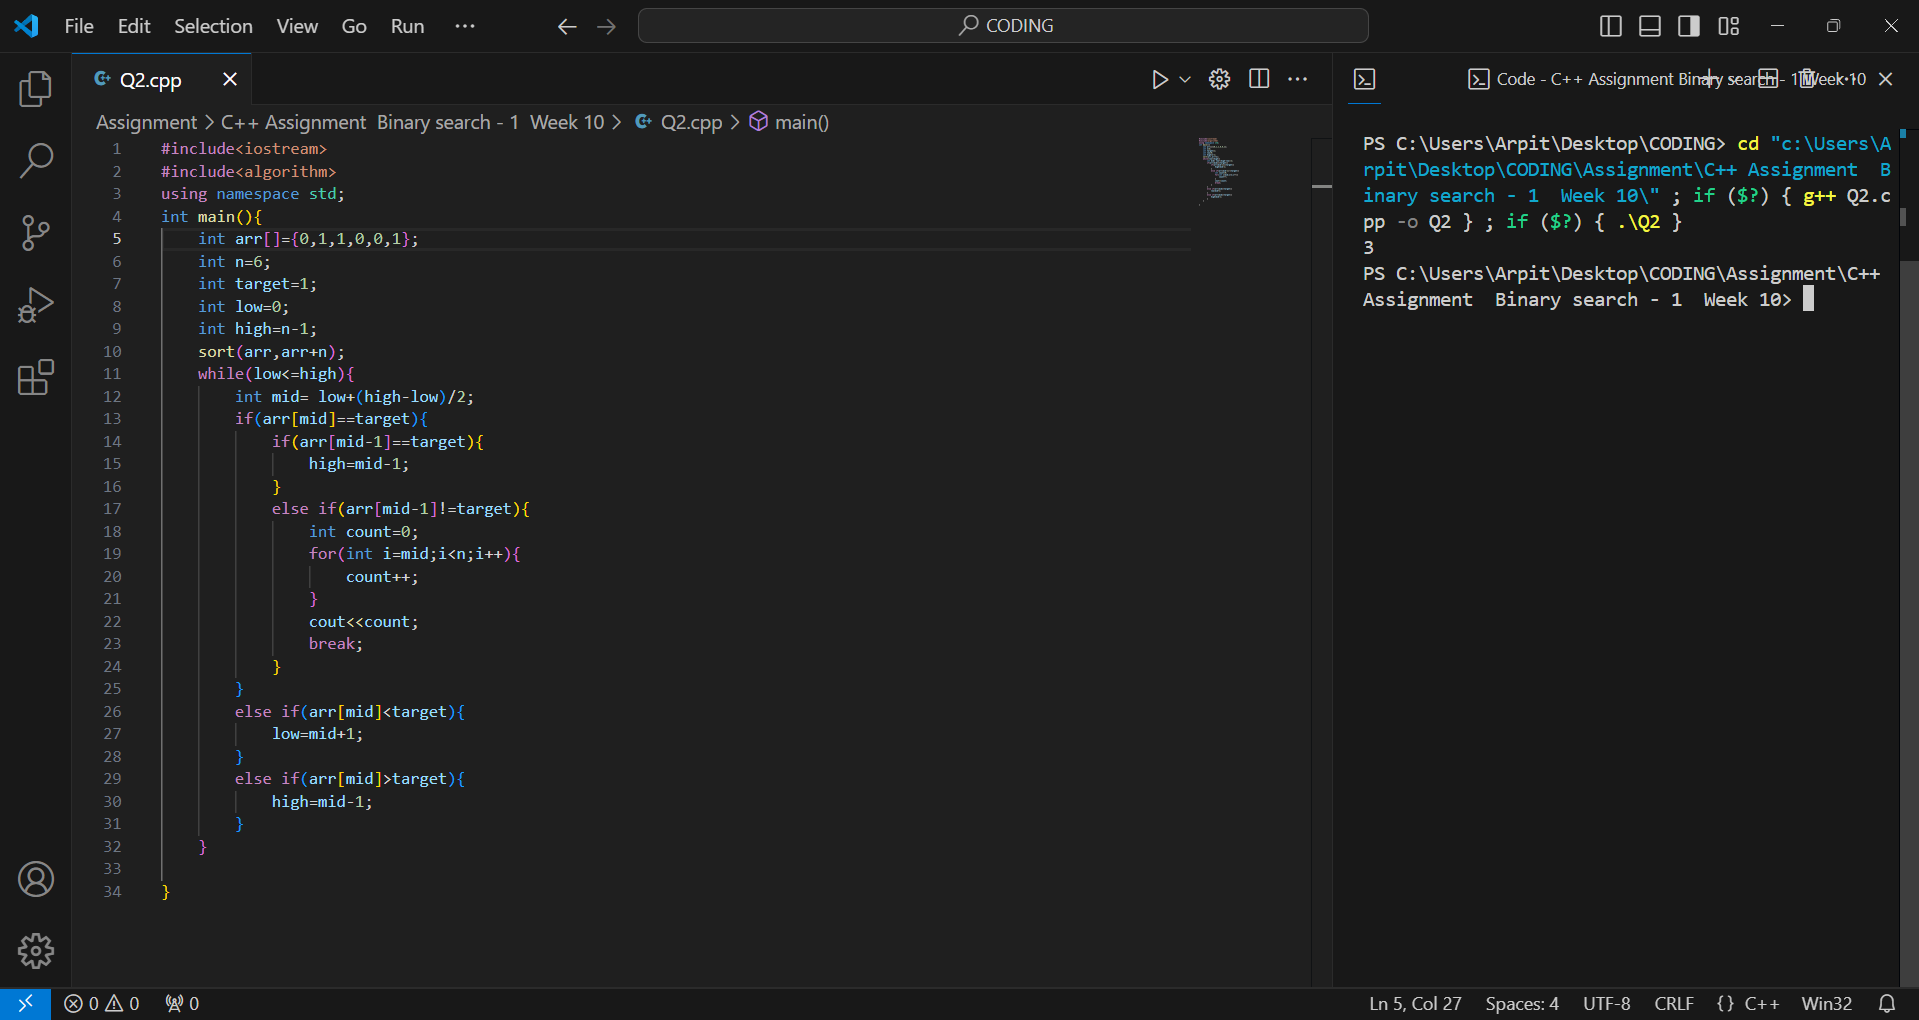 File Edit Selection View Go Run ···
CODING
Q2.cpp
Assignment > C++ Assignment Binary search - 1 Week 10 > Q2.cpp > main()
1 #include<iostream>
2 #include<algorithm>
3 using namespace std;
4 int main(){
5 int arr[]={0,1,1,0,0,1};
6 int n=6;
7 int target=1;
8 int low=0;
9 int high=n-1;
10 sort(arr,arr+n);
11 while(low<=high){
12 int mid= low+(high-low)/2;
13 if(arr[mid]==target){
14 if(arr[mid-1]==target){
15 high=mid-1;
16 }
17 else if(arr[mid-1]!=target){
18 int count=0;
19 for(int i=mid;i<n;i++){
20 count++;
21 }
22 cout<<count;
23 break;
24 }
25 }
26 else if(arr[mid]<target){
27 low=mid+1;
28 }
29 else if(arr[mid]>target){
30 high=mid-1;
31 }
32 }
33
34 }
Code - C++ Assignment Binary search - 1 Week 10
PS C:\Users\Arpit\Desktop\CODING> cd "c:\Users\A
rpit\Desktop\CODING\Assignment\C++ Assignment  B
inary search - 1  Week 10\" ; if ($?) { g++ Q2.c
pp -o Q2 } ; if ($?) { .\Q2 }
3
PS C:\Users\Arpit\Desktop\CODING\Assignment\C++
Assignment  Binary search - 1  Week 10>
0 0 0
Ln 5, Col 27 Spaces: 4 UTF-8 CRLF {} C++ Win32